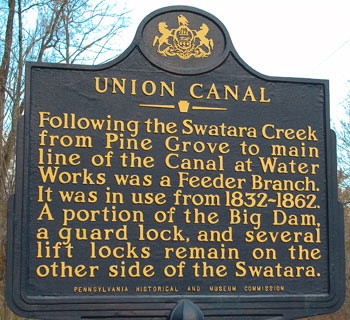 UNION CANAL
Following the Swatara Creek
from Pine Grove to main
line of the Canal at Water
Works was a Feeder Branch.
It was in use from 1832~1862.
A portion of the Big Dam,
a guard lock, and several
lift locks remain on the
other side of the Swatara.
PENNSYLVANIA HISTORICAL AND MUSEUM COMMISSION